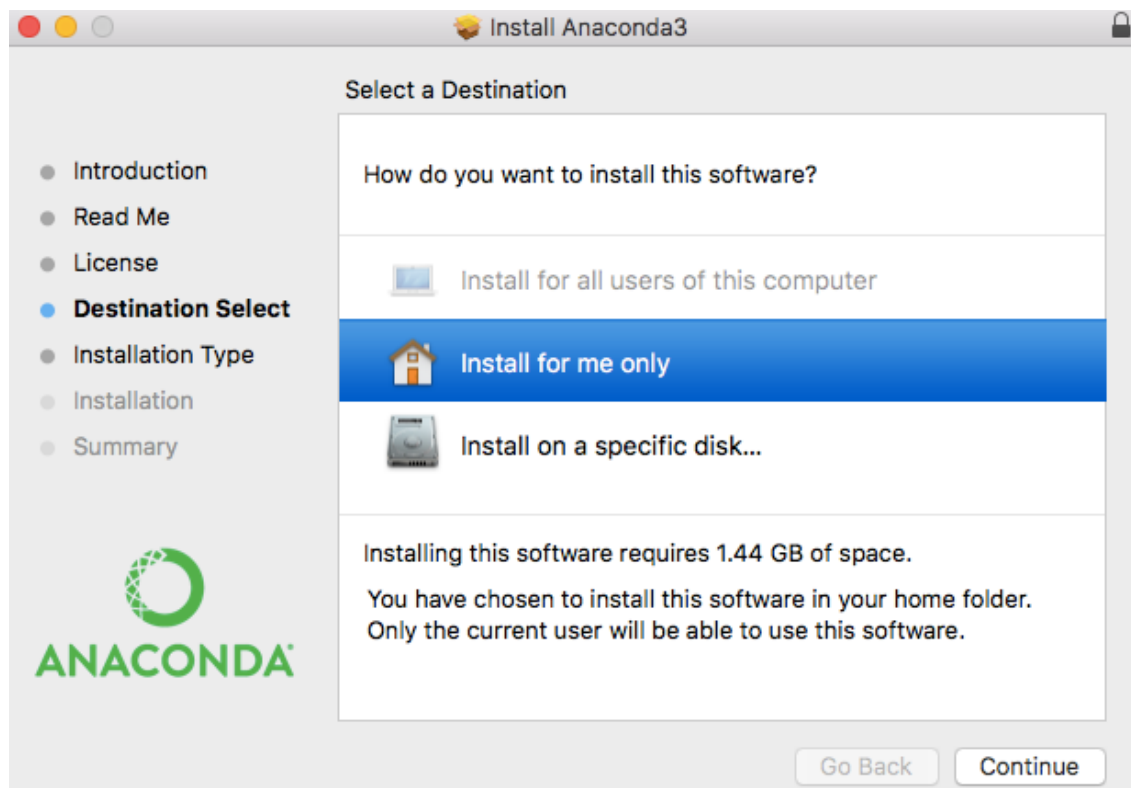 Install Anaconda3
Select a Destination
Introduction
Read Me
License
Destination Select
Installation Type
Installation
Summary
ANACONDA
How do you want to install this software?
Install for all users of this computer
Install for me only
Install on a specific disk...
Installing this software requires 1.44 GB of space.
You have chosen to install this software in your home folder.
Only the current user will be able to use this software.
Go Back
Continue